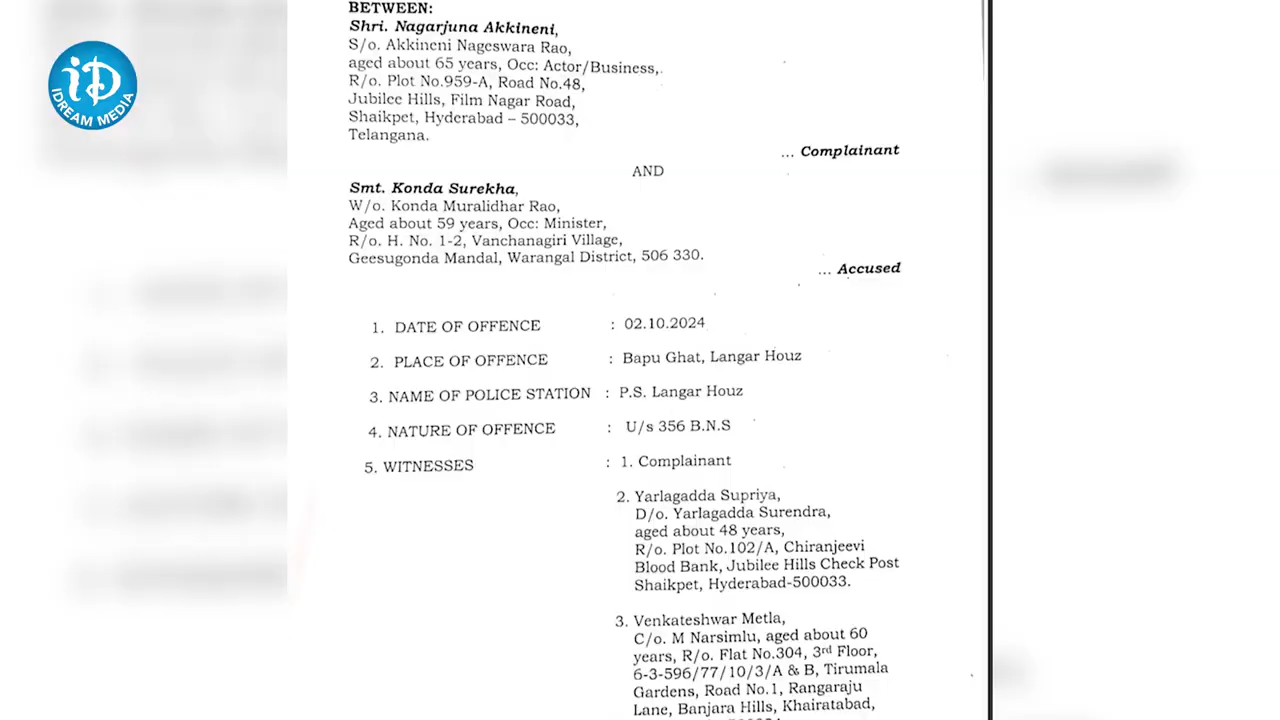 iD
IDREAM MEDIA
BETWEEN:
Shri. Nagarjuna Akkineni,
S/o. Akkineni Nageswara Rao,
aged about 65 years, Occ: Actor/Business,.
R/o. Plot No.959-A, Road No.48,
Jubilee Hills, Film Nagar Road,
Shaikpet, Hyderabad – 500033,
Telangana.
... Complainant
AND
Smt. Konda Surekha,
W/o. Konda Muralidhar Rao,
Aged about 59 years, Occ: Minister,
R/o. H. No. 1-2, Vanchanagiri Village,
Geesugonda Mandal, Warangal District, 506 330.
... Accused
1. DATE OF OFFENCE : 02.10.2024
2. PLACE OF OFFENCE : Bapu Ghat, Langar Houz
3. NAME OF POLICE STATION : P.S. Langar Houz
4. NATURE OF OFFENCE : U/s 356 B.N.S
5. WITNESSES : 1. Complainant
2. Yarlagadda Supriya,
D/o. Yarlagadda Surendra,
aged about 48 years,
R/o. Plot No.102/A, Chiranjeevi
Blood Bank, Jubilee Hills Check Post
Shaikpet, Hyderabad-500033.
3. Venkateshwar Metla,
C/o. M Narsimlu, aged about 60
years, R/o. Flat No.304, 3rd Floor,
6-3-596/77/10/3/A & B, Tirumala
Gardens, Road No.1, Rangaraju
Lane, Banjara Hills, Khairatabad,